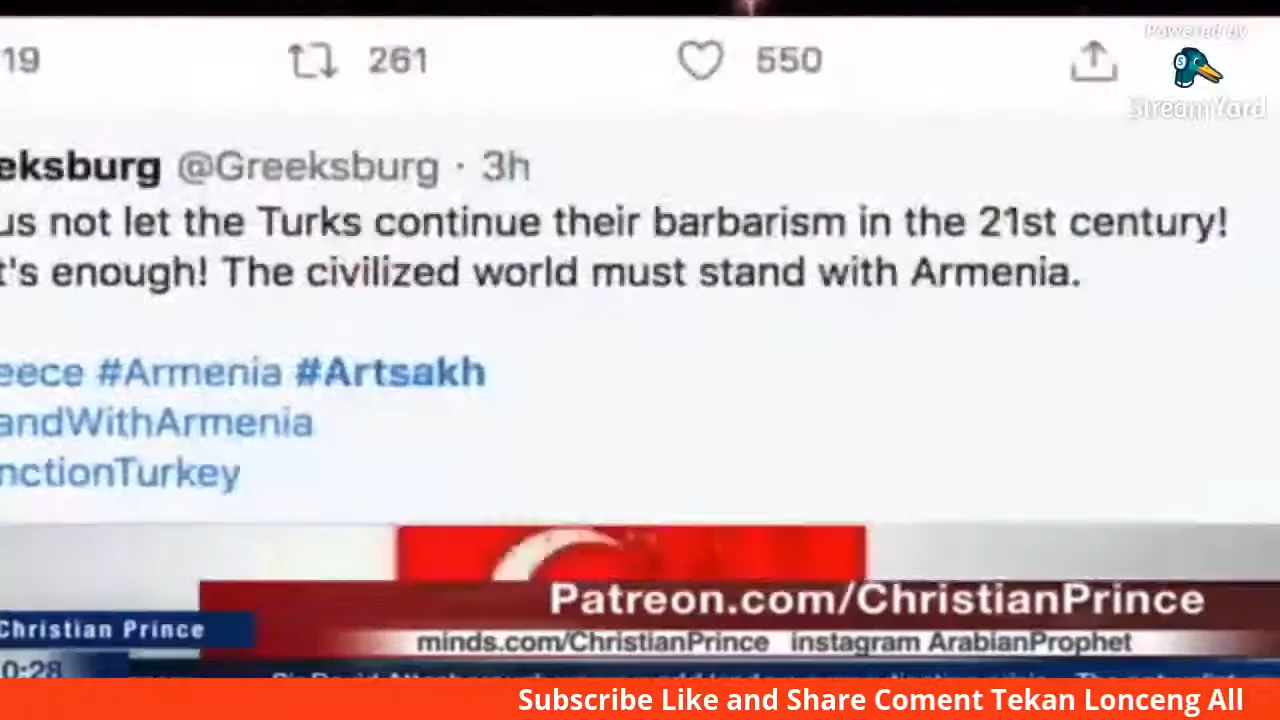 19 261 550
Powered by
StreamYard
eksburg @Greeksburg · 3h
us not let the Turks continue their barbarism in the 21st century!
t's enough! The civilized world must stand with Armenia.
eece #Armenia #Artsakh
andWithArmenia
nctionTurkey
Patreon.com/ChristianPrince
Christian Prince
minds.com/ChristianPrince instagram ArabianProphet
0:28
Subscribe Like and Share Coment Tekan Lonceng All